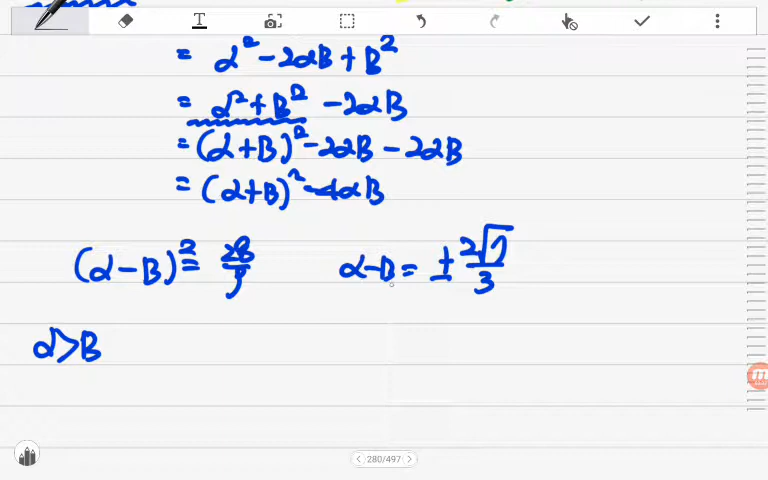 = α² - 2αB + B²
= α² + B² - 2αB
= (α + B)² - 2αB - 2αB
= (α + B)² - 4αB
(α - B)² = 28/9 α - B = ± 2√7/3
α > B
280/497